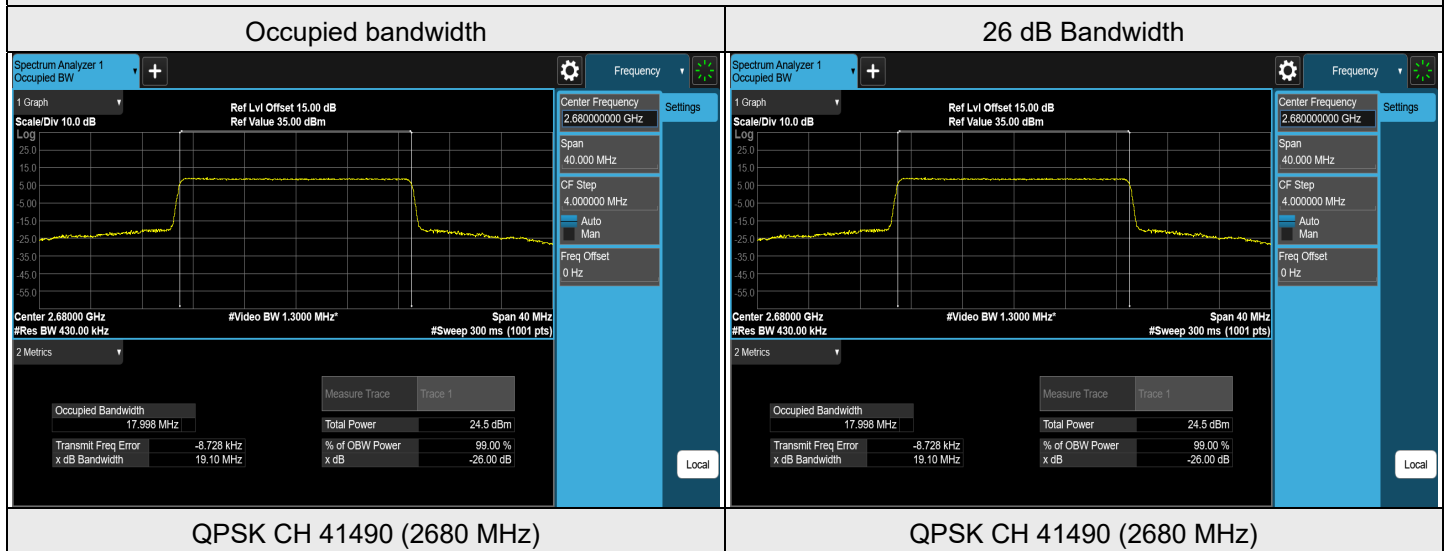 Occupied bandwidth
26 dB Bandwidth
Spectrum Analyzer 1
Occupied BW
+
Frequency
1 Graph
Scale/Div 10.0 dB
Ref Lvl Offset 15.00 dB
Ref Value 35.00 dBm
Log
25.0
15.0
5.00
-5.00
-15.0
-25.0
-35.0
-45.0
-55.0
Center 2.68000 GHz
#Video BW 1.3000 MHz*
Span 40 MHz
#Res BW 430.00 kHz
#Sweep 300 ms (1001 pts)
Center Frequency
2.680000000 GHz
Settings
Span
40.000 MHz
CF Step
4.000000 MHz
Auto
Man
Freq Offset
0 Hz
2 Metrics
Measure Trace Trace 1
Occupied Bandwidth
17.998 MHz
Total Power 24.5 dBm
Transmit Freq Error -8.728 kHz
% of OBW Power 99.00 %
x dB Bandwidth 19.10 MHz
x dB -26.00 dB
Local
Spectrum Analyzer 1
Occupied BW
+
Frequency
1 Graph
Scale/Div 10.0 dB
Ref Lvl Offset 15.00 dB
Ref Value 35.00 dBm
Log
25.0
15.0
5.00
-5.00
-15.0
-25.0
-35.0
-45.0
-55.0
Center 2.68000 GHz
#Video BW 1.3000 MHz*
Span 40 MHz
#Res BW 430.00 kHz
#Sweep 300 ms (1001 pts)
Center Frequency
2.680000000 GHz
Settings
Span
40.000 MHz
CF Step
4.000000 MHz
Auto
Man
Freq Offset
0 Hz
2 Metrics
Measure Trace Trace 1
Occupied Bandwidth
17.998 MHz
Total Power 24.5 dBm
Transmit Freq Error -8.728 kHz
% of OBW Power 99.00 %
x dB Bandwidth 19.10 MHz
x dB -26.00 dB
Local
QPSK CH 41490 (2680 MHz)
QPSK CH 41490 (2680 MHz)